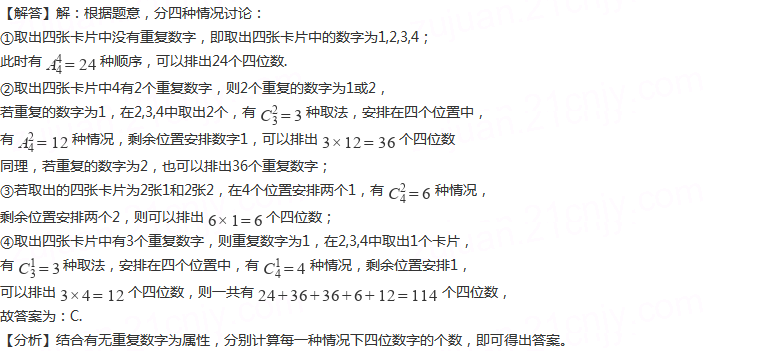 【解答】解：根据题意，分四种情况讨论：
①取出四张卡片中没有重复数字，即取出四张卡片中的数字为1,2,3,4；
此时有 $A_4^4=24$ 种顺序，可以排出24个四位数.
②取出四张卡片中4有2个重复数字，则2个重复的数字为1或2，
若重复的数字为1，在2,3,4中取出2个，有 $C_3^2=3$ 种取法，安排在四个位置中，
有 $A_4^2=12$ 种情况，剩余位置安排数字1，可以排出 $3×12=36$ 个四位数
同理，若重复的数字为2，也可以排出36个重复数字；
③若取出的四张卡片为2张1和2张2，在4个位置安排两个1，有 $C_4^2=6$ 种情况，
剩余位置安排两个2，则可以排出 $6×1=6$ 个四位数；
④取出四张卡片中有3个重复数字，则重复数字为1，在2,3,4中取出1个卡片，
有 $C_3^1=3$ 种取法，安排在四个位置中，有 $C_4^1=4$ 种情况，剩余位置安排1，
可以排出 $3×4=12$ 个四位数，则一共有 $24+36+36+6+12=114$ 个四位数，
故答案为：C.
【分析】结合有无重复数字为属性，分别计算每一种情况下四位数字的个数，即可得出答案。